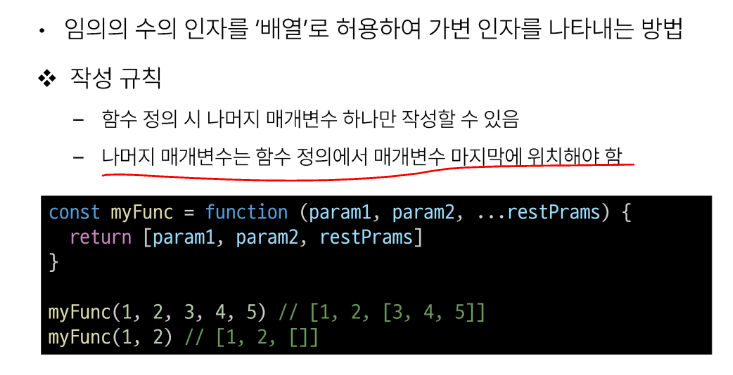 • 임의의 수의 인자를 ‘배열’로 허용하여 가변 인자를 나타내는 방법
❖ 작성 규칙
– 함수 정의 시 나머지 매개변수 하나만 작성할 수 있음
– 나머지 매개변수는 함수 정의에서 매개변수 마지막에 위치해야 함
const myFunc = function (param1, param2, ...restPrams) {
  return [param1, param2, restPrams]
}
myFunc(1, 2, 3, 4, 5) // [1, 2, [3, 4, 5]]
myFunc(1, 2) // [1, 2, []]